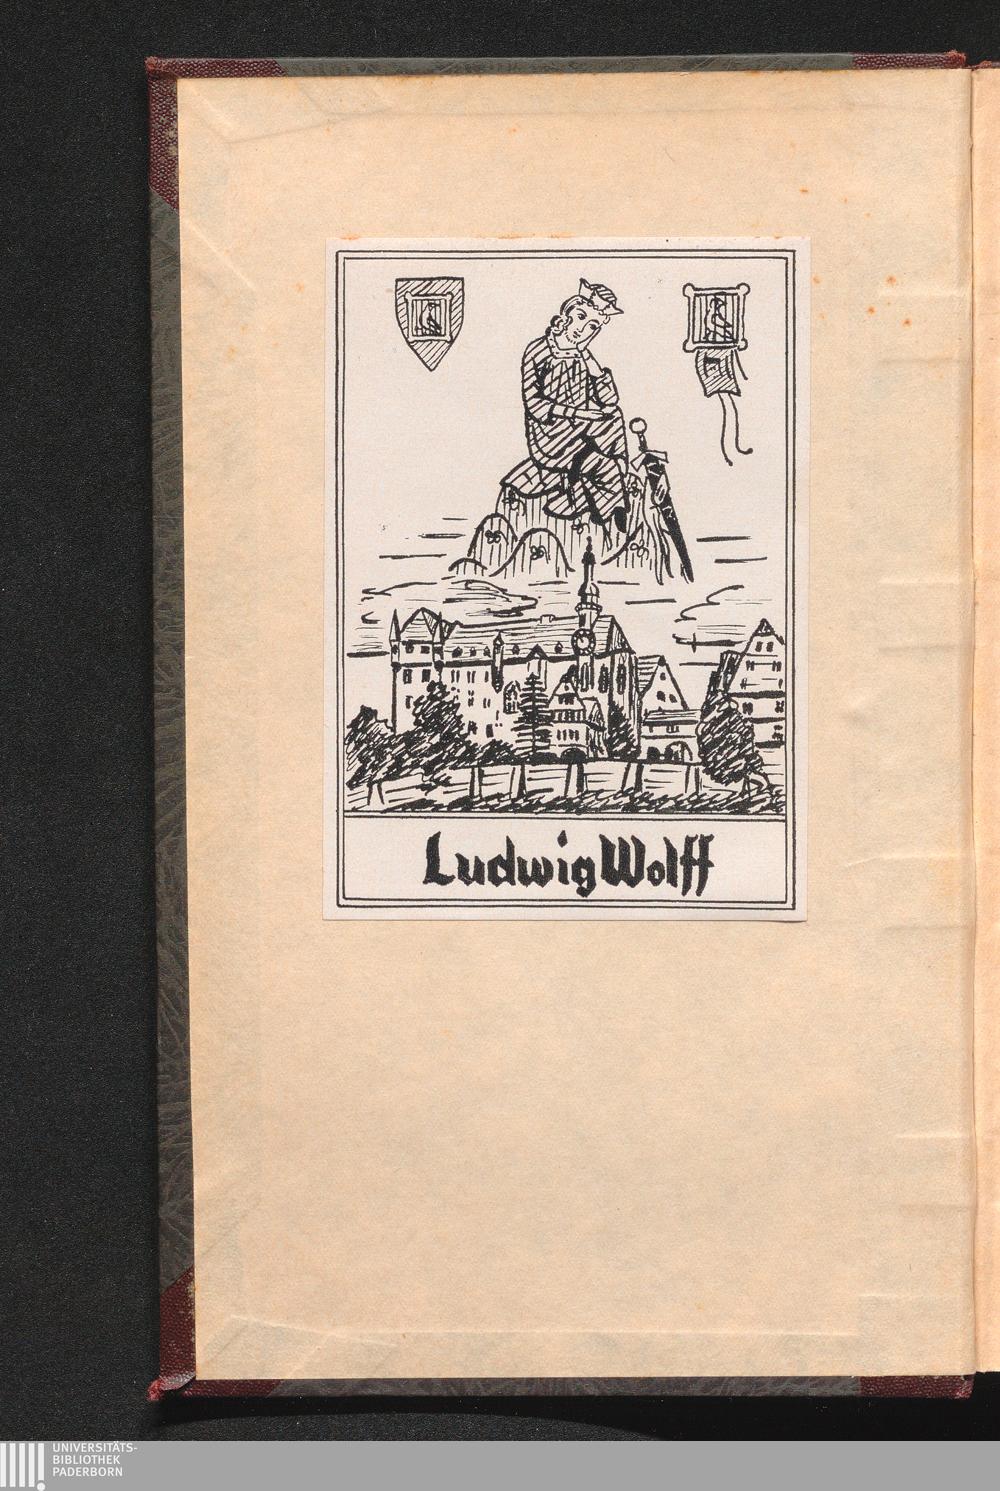 Ludwig Wolff
UNIVERSITÄTS-
BIBLIOTHEK
PADERBORN